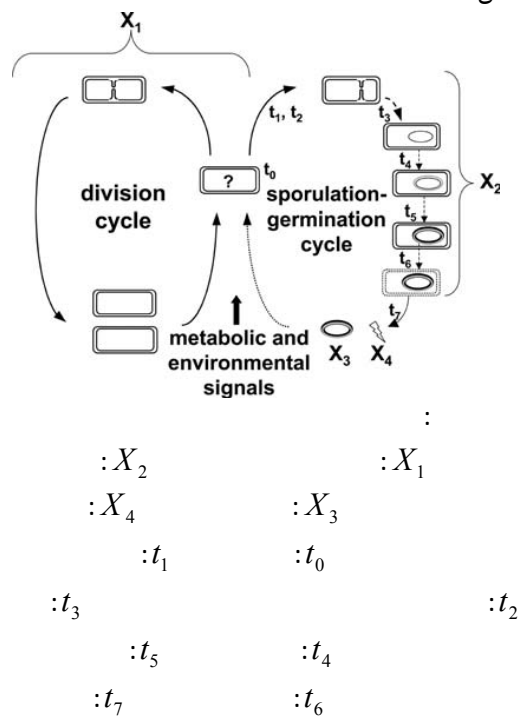 X₁
t₁, t₂
t₃
t₀
?
t₄
division cycle
sporulation-germination cycle
X₂
t₅
t₆
t₇
metabolic and environmental signals
X₃ X₄
:
:X₂ :X₁
:X₄ :X₃
:t₁ :t₀
:t₃ :t₂
:t₅ :t₄
:t₇ :t₆